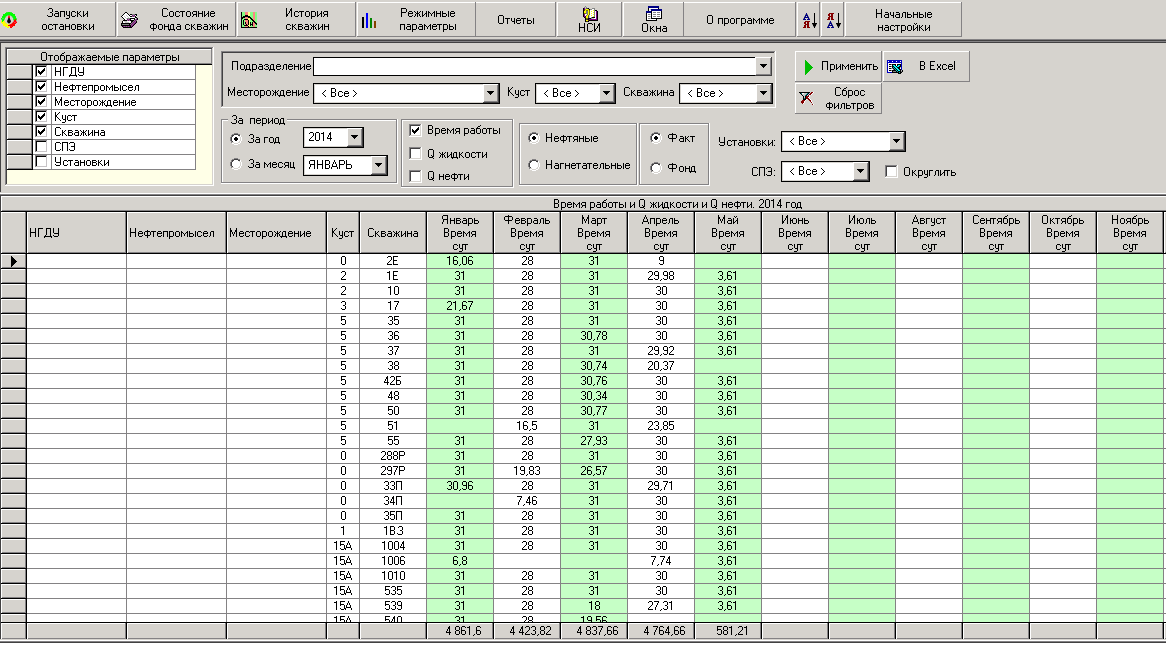 Запуски остановки Состояние фонда скважин История скважин Режимные параметры Отчеты НСИ Окна О программе А Я Я А Начальные настройки
Отображаемые параметры
НГДУ
Нефтепромысел
Месторождение
Куст
Скважина
СПЭ
Установки
Подразделение
Месторождение < Все > Куст < Все > Скважина < Все >
Применить В Excel
Сброс фильтров
За период
За год 2014
За месяц ЯНВАРЬ
Время работы
Q жидкости
Q нефти
Нефтяные
Нагнетательные
Факт
Фонд
Установки: < Все >
СПЭ: < Все > Округлить
Время работы и Q жидкости и Q нефти. 2014 год
НГДУ Нефтепромысел Месторождение Куст Скважина Январь Время сут Февраль Время сут Март Время сут Апрель Время сут Май Время сут Июнь Время сут Июль Время сут Август Время сут Сентябрь Время сут Октябрь Время сут Ноябрь Время сут
0 2Е 16,06 28 31 9
2 1Е 31 28 31 29,98 3,61
2 10 31 28 31 30 3,61
3 17 21,67 28 31 30 3,61
5 35 31 28 31 30 3,61
5 36 31 28 30,78 30 3,61
5 37 31 28 31 29,92 3,61
5 38 31 28 30,74 20,37
5 42Б 31 28 30,76 30 3,61
5 48 31 28 30,34 30 3,61
5 50 31 28 30,77 30 3,61
5 51 16,5 31 23,85
5 55 31 28 27,93 30 3,61
0 288Р 31 28 31 30 3,61
0 297Р 31 19,83 26,57 30 3,61
0 33П 30,96 28 31 29,71 3,61
0 34П 7,46 31 30 3,61
0 35П 31 28 31 30 3,61
1 1ВЗ 31 28 31 30 3,61
15А 1004 31 28 31 30 3,61
15А 1006 6,8 7,74 3,61
15А 1010 31 28 31 30 3,61
15А 535 31 28 31 30 3,61
15А 539 31 28 18 27,31 3,61
15А 540 31 28 19,56
4 861,6 4 423,82 4 837,66 4 764,66 581,21